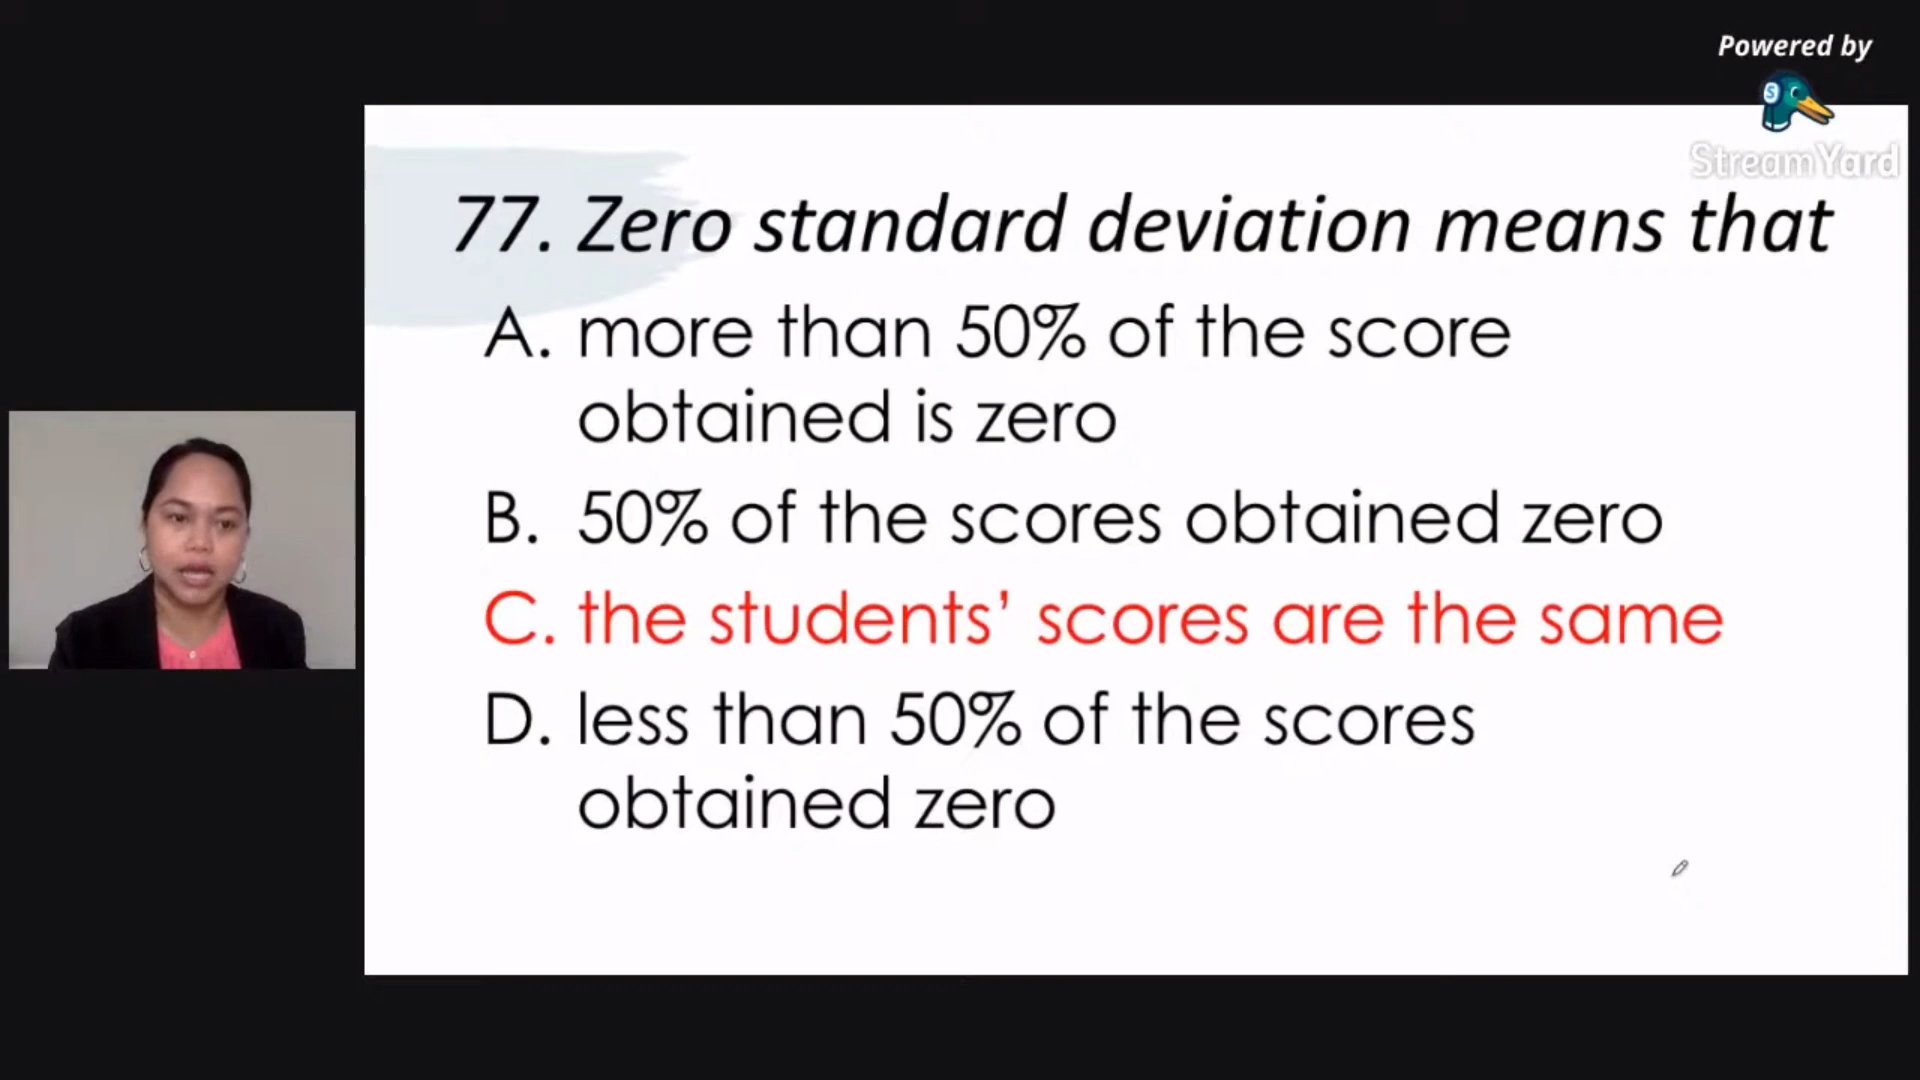 Powered by
StreamYard
77. Zero standard deviation means that
A. more than 50% of the score
obtained is zero
B. 50% of the scores obtained zero
C. the students’ scores are the same
D. less than 50% of the scores
obtained zero